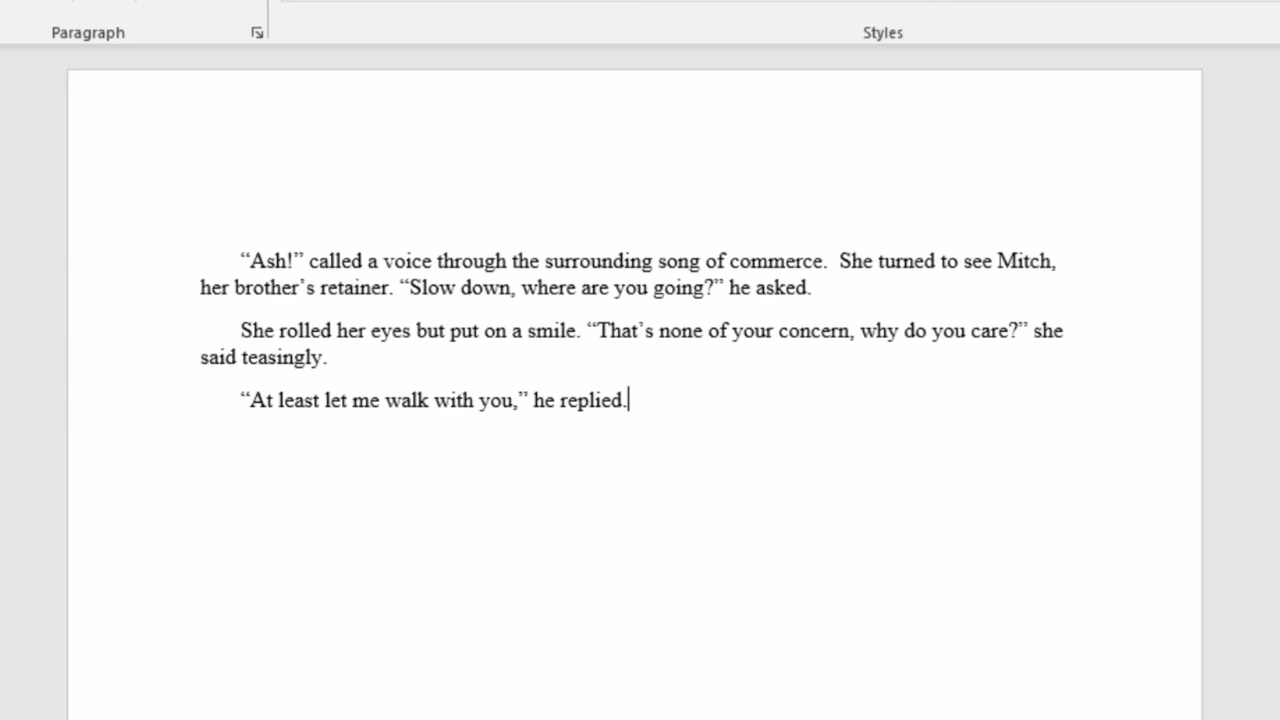 Paragraph
Styles
“Ash!” called a voice through the surrounding song of commerce.  She turned to see Mitch,
her brother’s retainer. “Slow down, where are you going?” he asked.
She rolled her eyes but put on a smile. “That’s none of your concern, why do you care?” she
said teasingly.
“At least let me walk with you,” he replied.